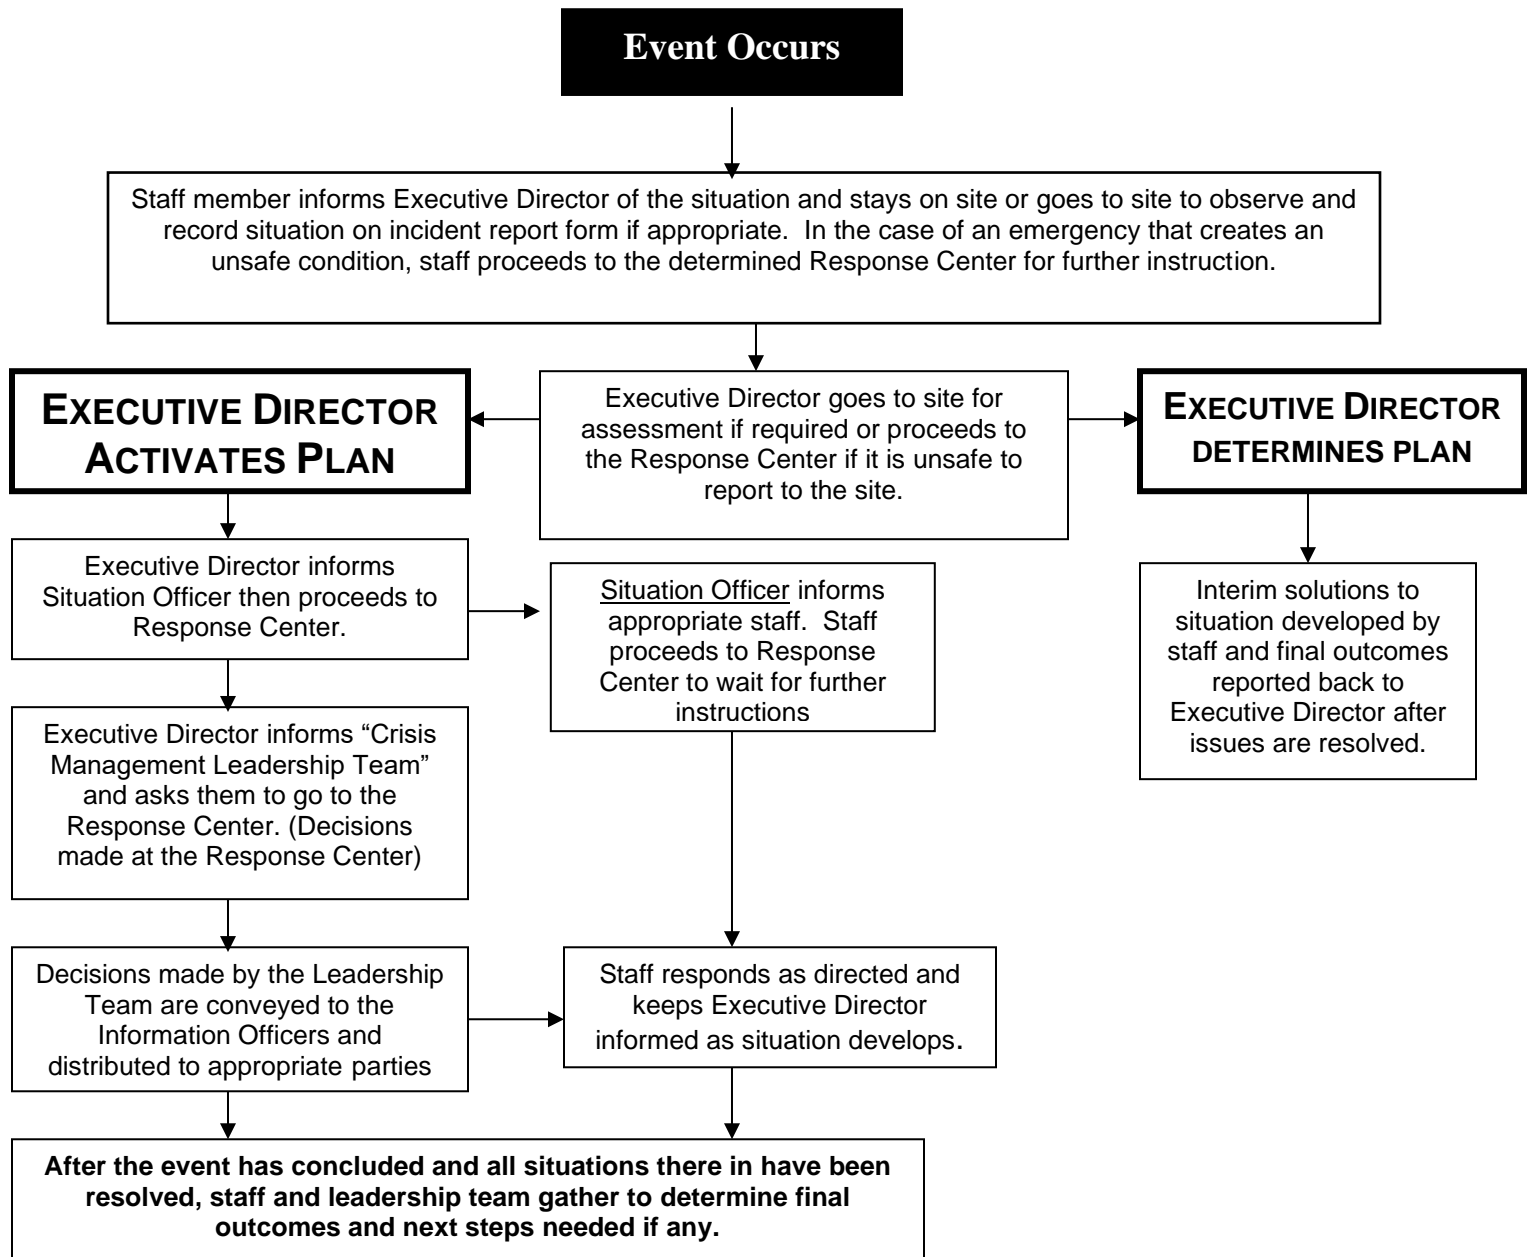 Event Occurs
Staff member informs Executive Director of the situation and stays on site or goes to site to observe and
record situation on incident report form if appropriate.  In the case of an emergency that creates an
unsafe condition, staff proceeds to the determined Response Center for further instruction.
EXECUTIVE DIRECTOR
ACTIVATES PLAN
Executive Director goes to site for
assessment if required or proceeds to
the Response Center if it is unsafe to
report to the site.
EXECUTIVE DIRECTOR
DETERMINES PLAN
Executive Director informs
Situation Officer then proceeds to
Response Center.
Situation Officer informs
appropriate staff.  Staff
proceeds to Response
Center to wait for further
instructions
Interim solutions to
situation developed by
staff and final outcomes
reported back to
Executive Director after
issues are resolved.
Executive Director informs “Crisis
Management Leadership Team”
and asks them to go to the
Response Center. (Decisions
made at the Response Center)
Decisions made by the Leadership
Team are conveyed to the
Information Officers and
distributed to appropriate parties
Staff responds as directed and
keeps Executive Director
informed as situation develops.
After the event has concluded and all situations there in have been
resolved, staff and leadership team gather to determine final
outcomes and next steps needed if any.